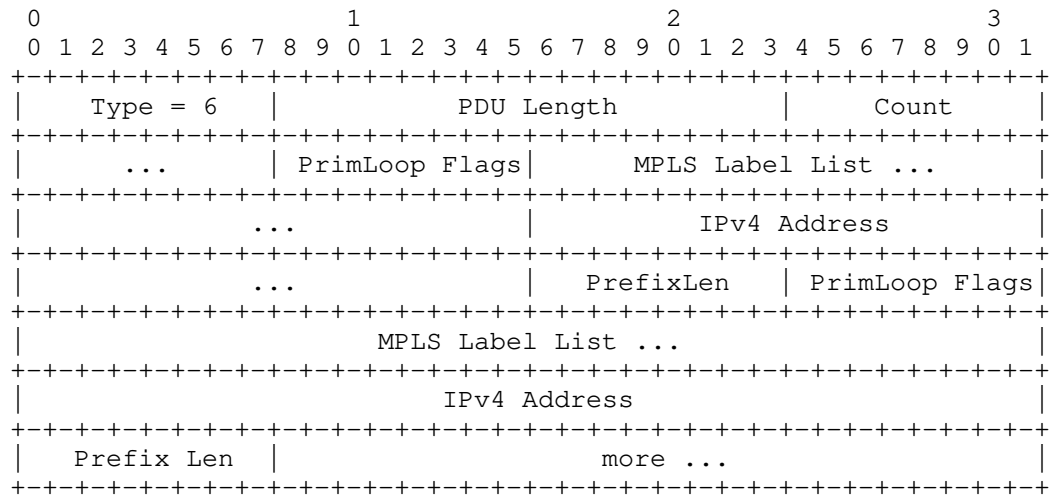 0                   1                   2                   3
 0 1 2 3 4 5 6 7 8 9 0 1 2 3 4 5 6 7 8 9 0 1 2 3 4 5 6 7 8 9 0 1
+-+-+-+-+-+-+-+-+-+-+-+-+-+-+-+-+-+-+-+-+-+-+-+-+-+-+-+-+-+-+-+-+
|    Type = 6   |           PDU Length          |     Count     |
+-+-+-+-+-+-+-+-+-+-+-+-+-+-+-+-+-+-+-+-+-+-+-+-+-+-+-+-+-+-+-+-+
|      ...      | PrimLoop Flags|      MPLS Label List ...      |
+-+-+-+-+-+-+-+-+-+-+-+-+-+-+-+-+-+-+-+-+-+-+-+-+-+-+-+-+-+-+-+-+
|              ...              |          IPv4 Address         |
+-+-+-+-+-+-+-+-+-+-+-+-+-+-+-+-+-+-+-+-+-+-+-+-+-+-+-+-+-+-+-+-+
|              ...              |   PrefixLen   | PrimLoop Flags|
+-+-+-+-+-+-+-+-+-+-+-+-+-+-+-+-+-+-+-+-+-+-+-+-+-+-+-+-+-+-+-+-+
|                      MPLS Label List ...                      |
+-+-+-+-+-+-+-+-+-+-+-+-+-+-+-+-+-+-+-+-+-+-+-+-+-+-+-+-+-+-+-+-+
|                          IPv4 Address                         |
+-+-+-+-+-+-+-+-+-+-+-+-+-+-+-+-+-+-+-+-+-+-+-+-+-+-+-+-+-+-+-+-+
|   Prefix Len  |                    more ...                   |
+-+-+-+-+-+-+-+-+-+-+-+-+-+-+-+-+-+-+-+-+-+-+-+-+-+-+-+-+-+-+-+-+